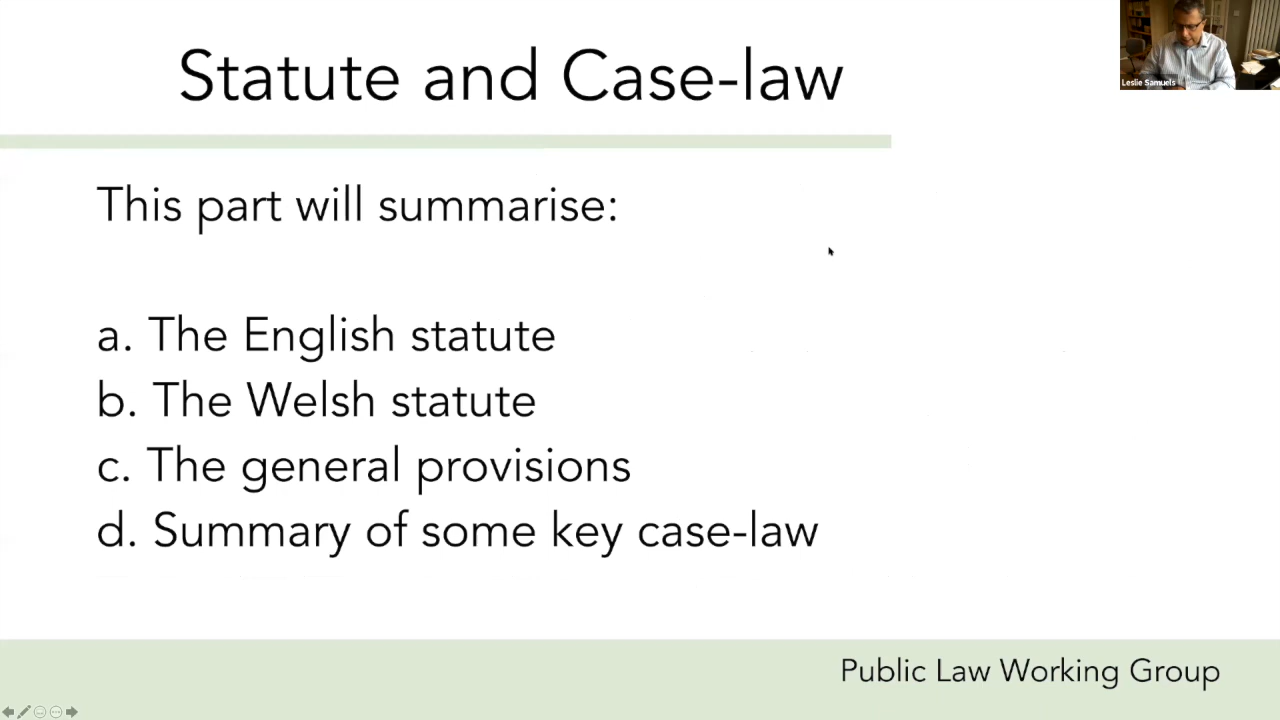 Statute and Case-law
Leslie Samuels
This part will summarise:
a. The English statute
b. The Welsh statute
c. The general provisions
d. Summary of some key case-law
Public Law Working Group